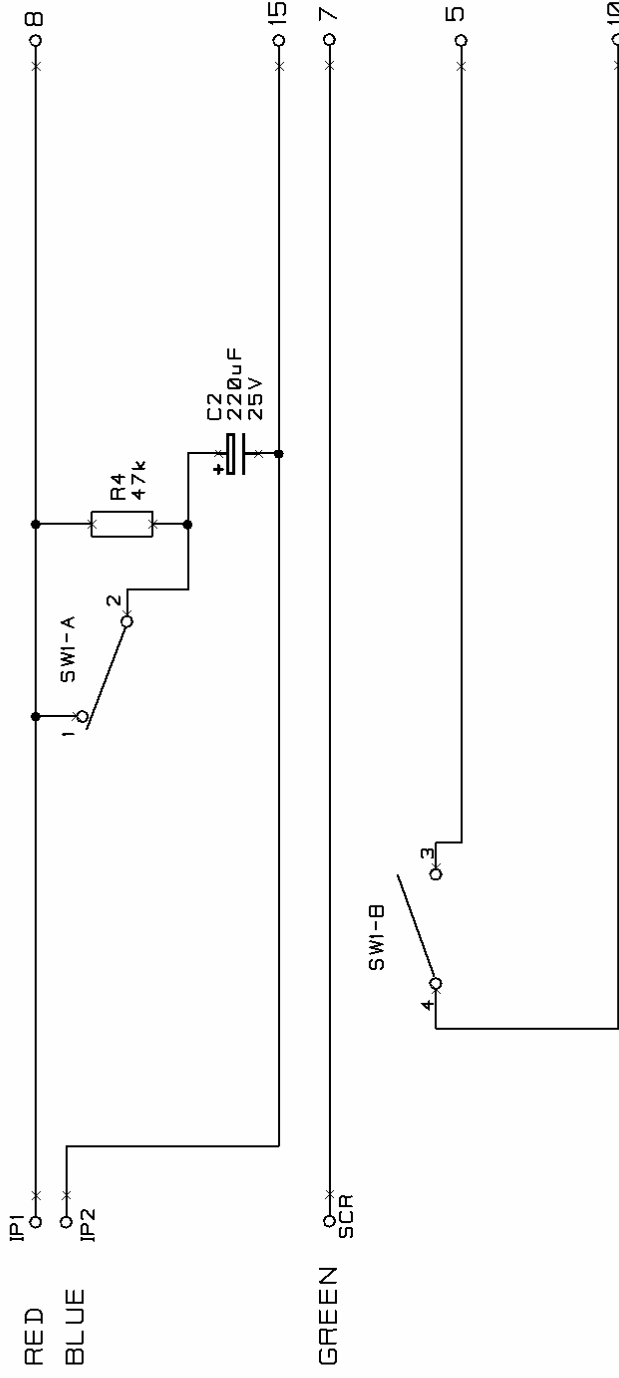 8
15
7
5
10
C2
220uF
25V
R4
47k
+
SW1-A
1
2
SW1-B
3
4
IP1
IP2
SCR
RED
BLUE
GREEN